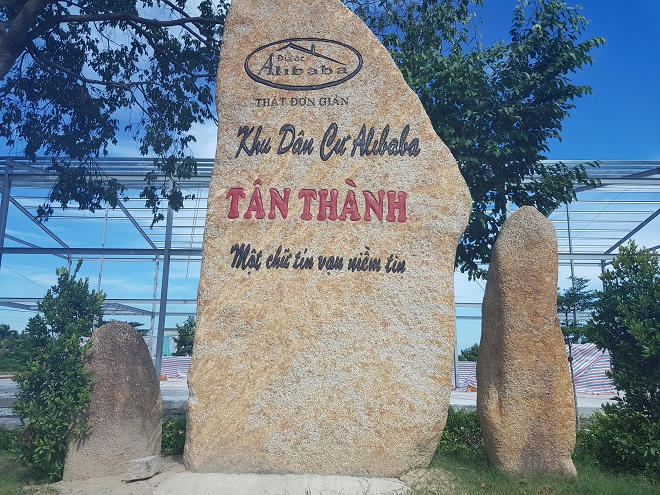 Địa ốc
Alibaba
THẬT ĐƠN GIẢN
Khu Dân Cư Alibaba
TÂN THÀNH
Một chữ tín vạn niềm tin